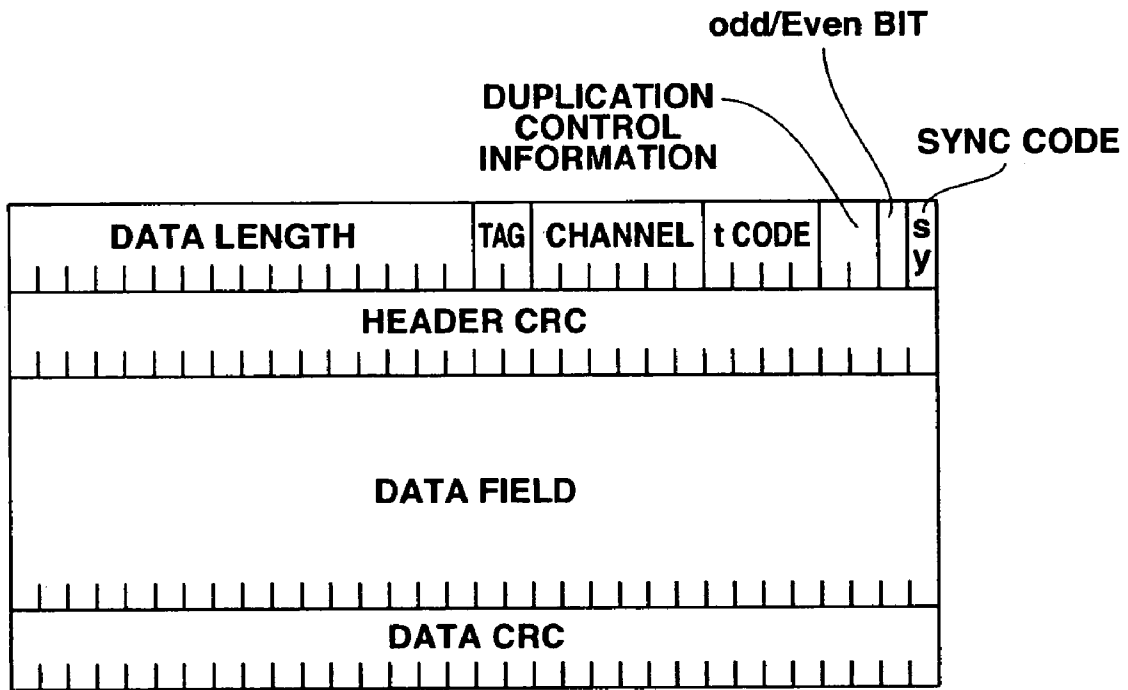 odd/Even BIT
DUPLICATION
CONTROL
INFORMATION
SYNC CODE
DATA LENGTH
TAG
CHANNEL
t CODE
s
y
HEADER CRC
DATA FIELD
DATA CRC